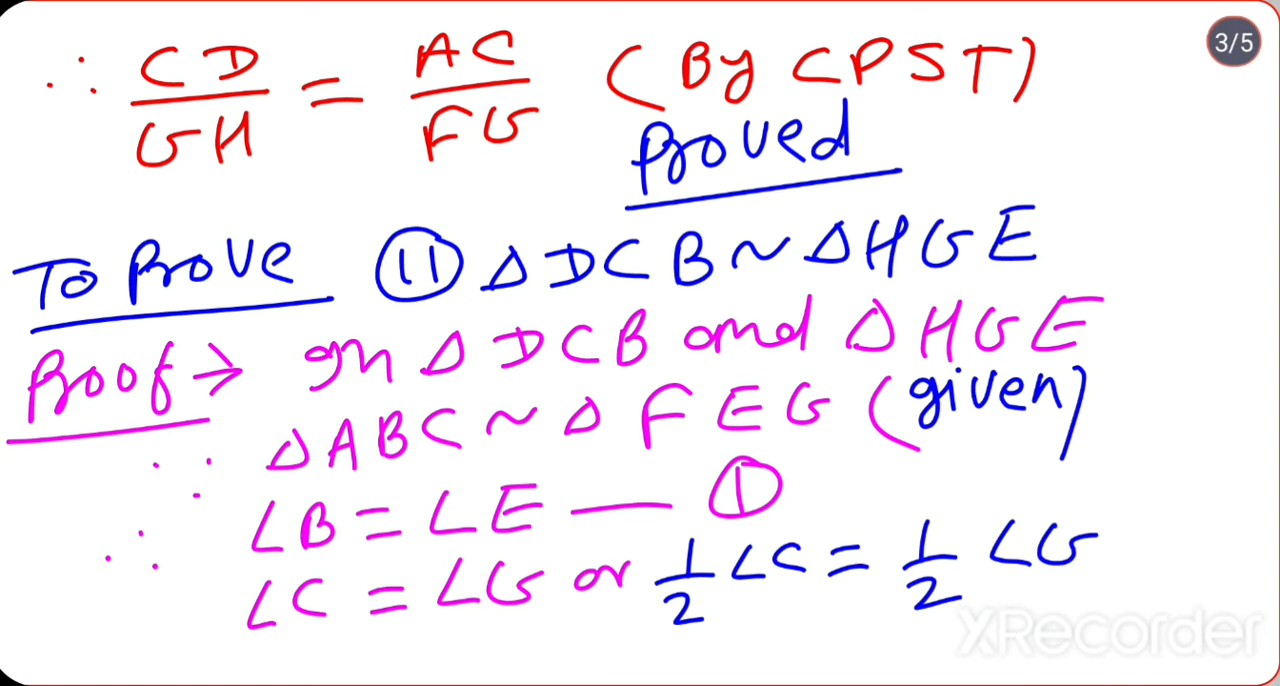 ∴ CD/GH = AC/FG (By CPST)
Proved
3/5
To Prove (11) ΔDCB ~ ΔHGE
Proof → In ΔDCB and ΔHGE
∵ ΔABC ~ ΔFEG (given)
∴ ∠B = ∠E — ①
∠C = ∠G or 1/2 ∠C = 1/2 ∠G
XRecorder